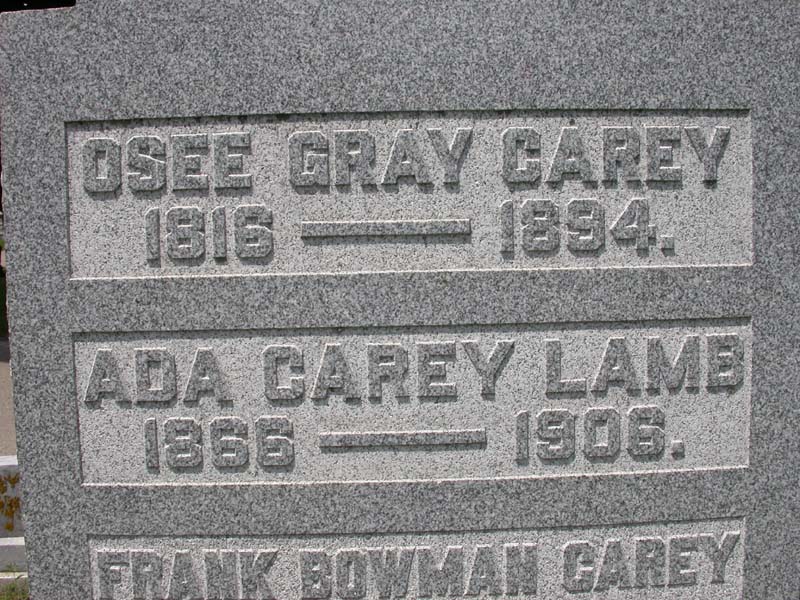 OSEE GRAY CAREY
1816 — 1894.
ADA CAREY LAMB
1866 — 1906.
FRANK BOWMAN CAREY